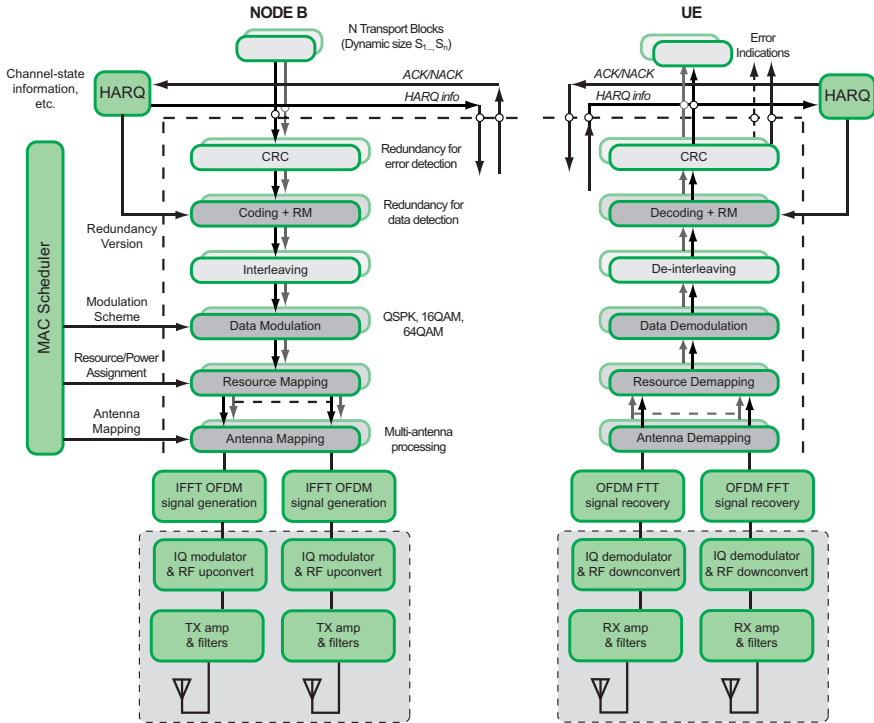 NODE B
UE
N Transport Blocks
(Dynamic size S1..., Sn)
Error
Indications
Channel-state
information,
etc.
HARQ
ACK/NACK
HARQ info
ACK/NACK
HARQ info
HARQ
CRC
Redundancy for
error detection
CRC
Coding + RM
Redundancy for
data detection
Decoding + RM
Redundancy
Version
Interleaving
De-interleaving
MAC Scheduler
Modulation
Scheme
Data Modulation
QSPK, 16QAM,
64QAM
Data Demodulation
Resource/Power
Assignment
Resource Mapping
Resource Demapping
Antenna
Mapping
Antenna Mapping
Multi-antenna
processing
Antenna Demapping
IFFT OFDM
signal generation
IFFT OFDM
signal generation
OFDM FTT
signal recovery
OFDM FFT
signal recovery
IQ modulator
& RF upconvert
IQ modulator
& RF upconvert
IQ demodulator
& RF downconvert
IQ demodulator
& RF downconvert
TX amp
& filters
TX amp
& filters
RX amp
& filters
RX amp
& filters